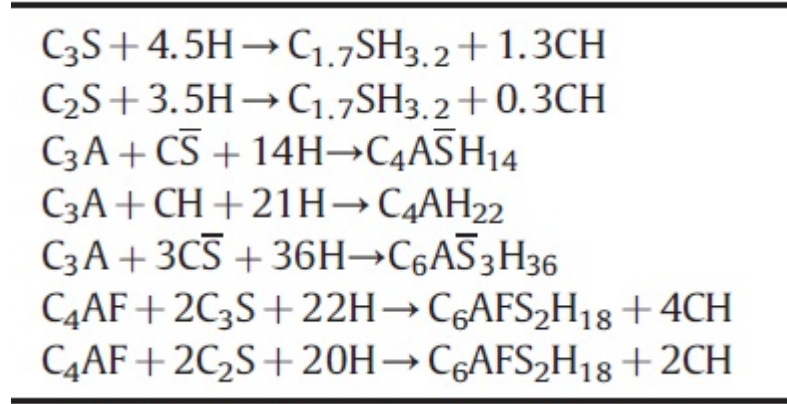 C₃S + 4.5H → C₁.₇SH₃.₂ + 1.3CH
C₂S + 3.5H → C₁.₇SH₃.₂ + 0.3CH
C₃A + CS̅ + 14H → C₄AS̅H₁₄
C₃A + CH + 21H → C₄AH₂₂
C₃A + 3CS̅ + 36H → C₆AS̅₃H₃₆
C₄AF + 2C₃S + 22H → C₆AFS₂H₁₈ + 4CH
C₄AF + 2C₂S + 20H → C₆AFS₂H₁₈ + 2CH